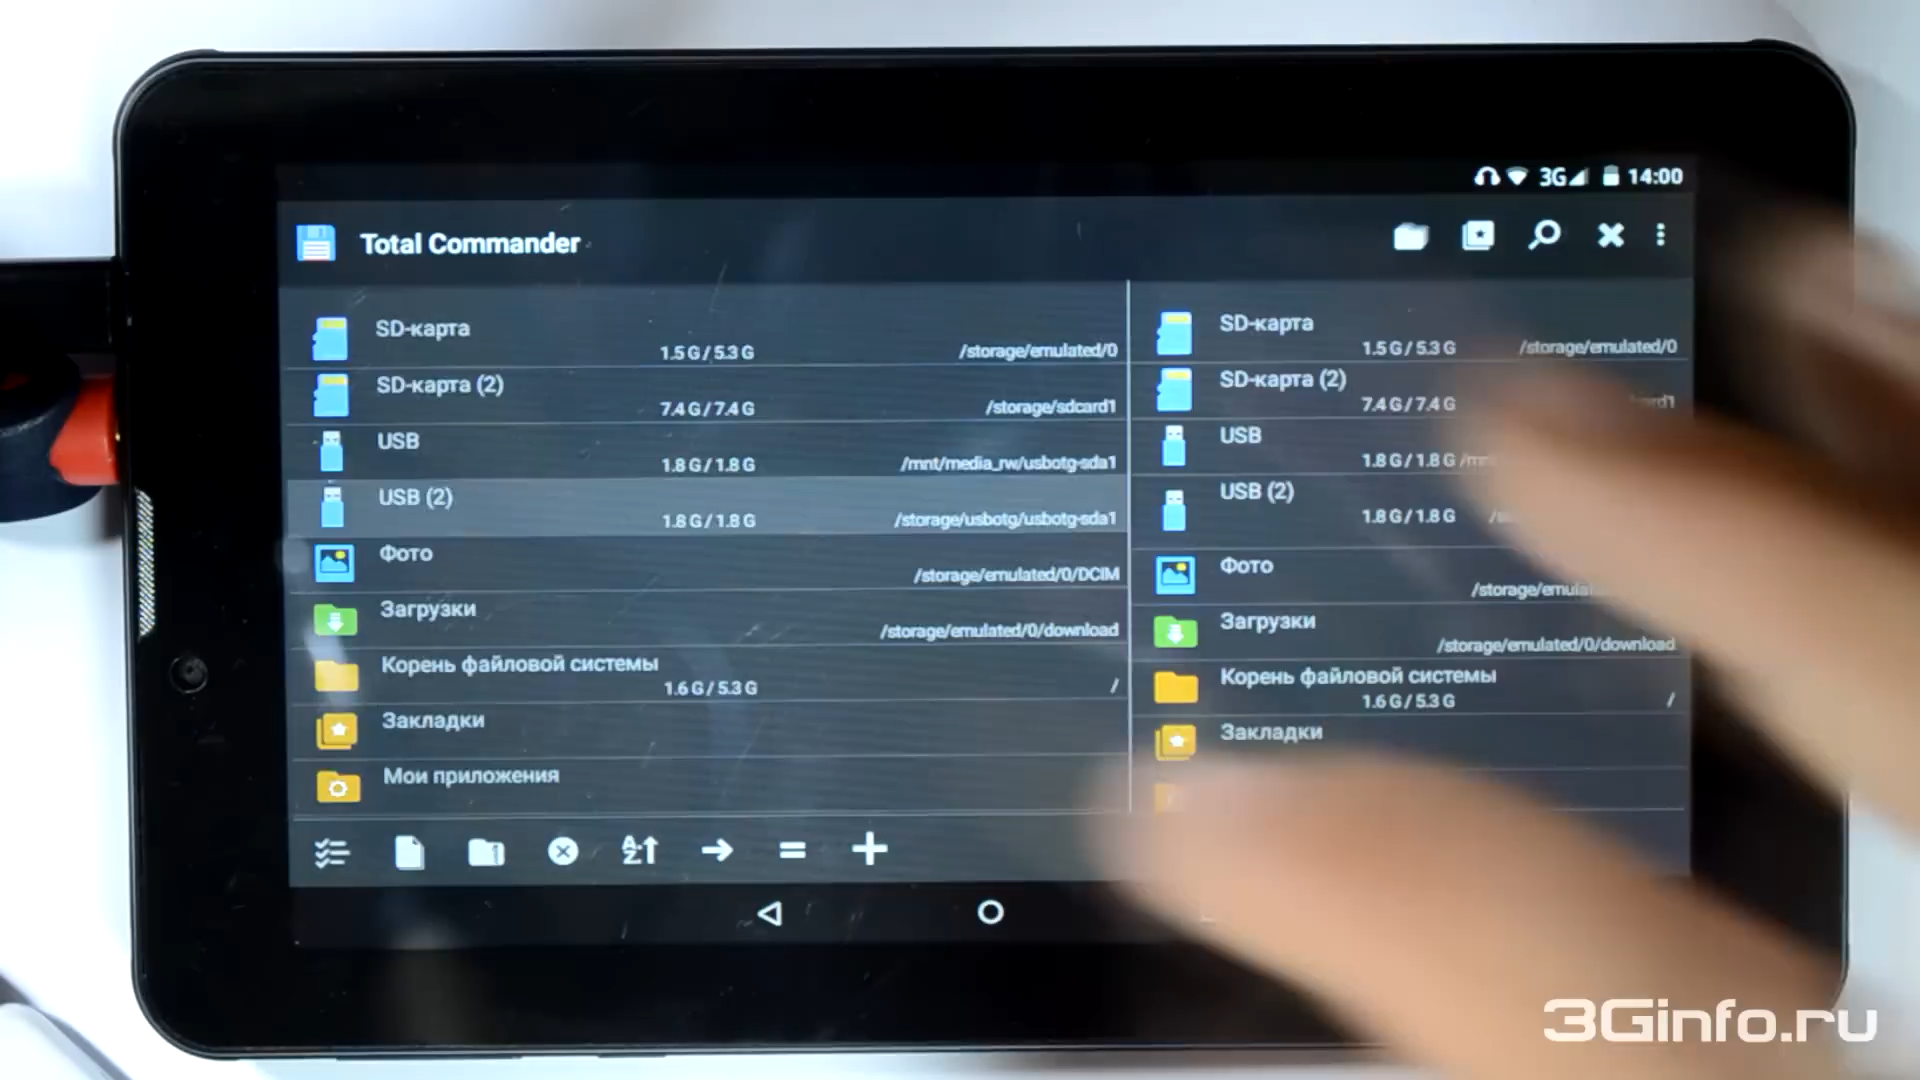 3G 14:00
Total Commander
SD-карта
1.5 G / 5.3 G /storage/emulated/0
SD-карта (2)
7.4 G / 7.4 G /storage/sdcard1
USB
1.8 G / 1.8 G /mnt/media_rw/usbotg-sda1
USB (2)
1.8 G / 1.8 G /storage/usbotg/usbotg-sda1
Фото
/storage/emulated/0/DCIM
Загрузки
/storage/emulated/0/download
Корень файловой системы
1.6 G / 5.3 G /
Закладки
Мои приложения
SD-карта
1.5 G / 5.3 G /storage/emulated/0
SD-карта (2)
7.4 G / 7.4 G
USB
1.8 G / 1.8 G
USB (2)
1.8 G / 1.8 G
Фото
Загрузки
/storage/emulated/0/download
Корень файловой системы
1.6 G / 5.3 G /
Закладки
3Ginfo.ru